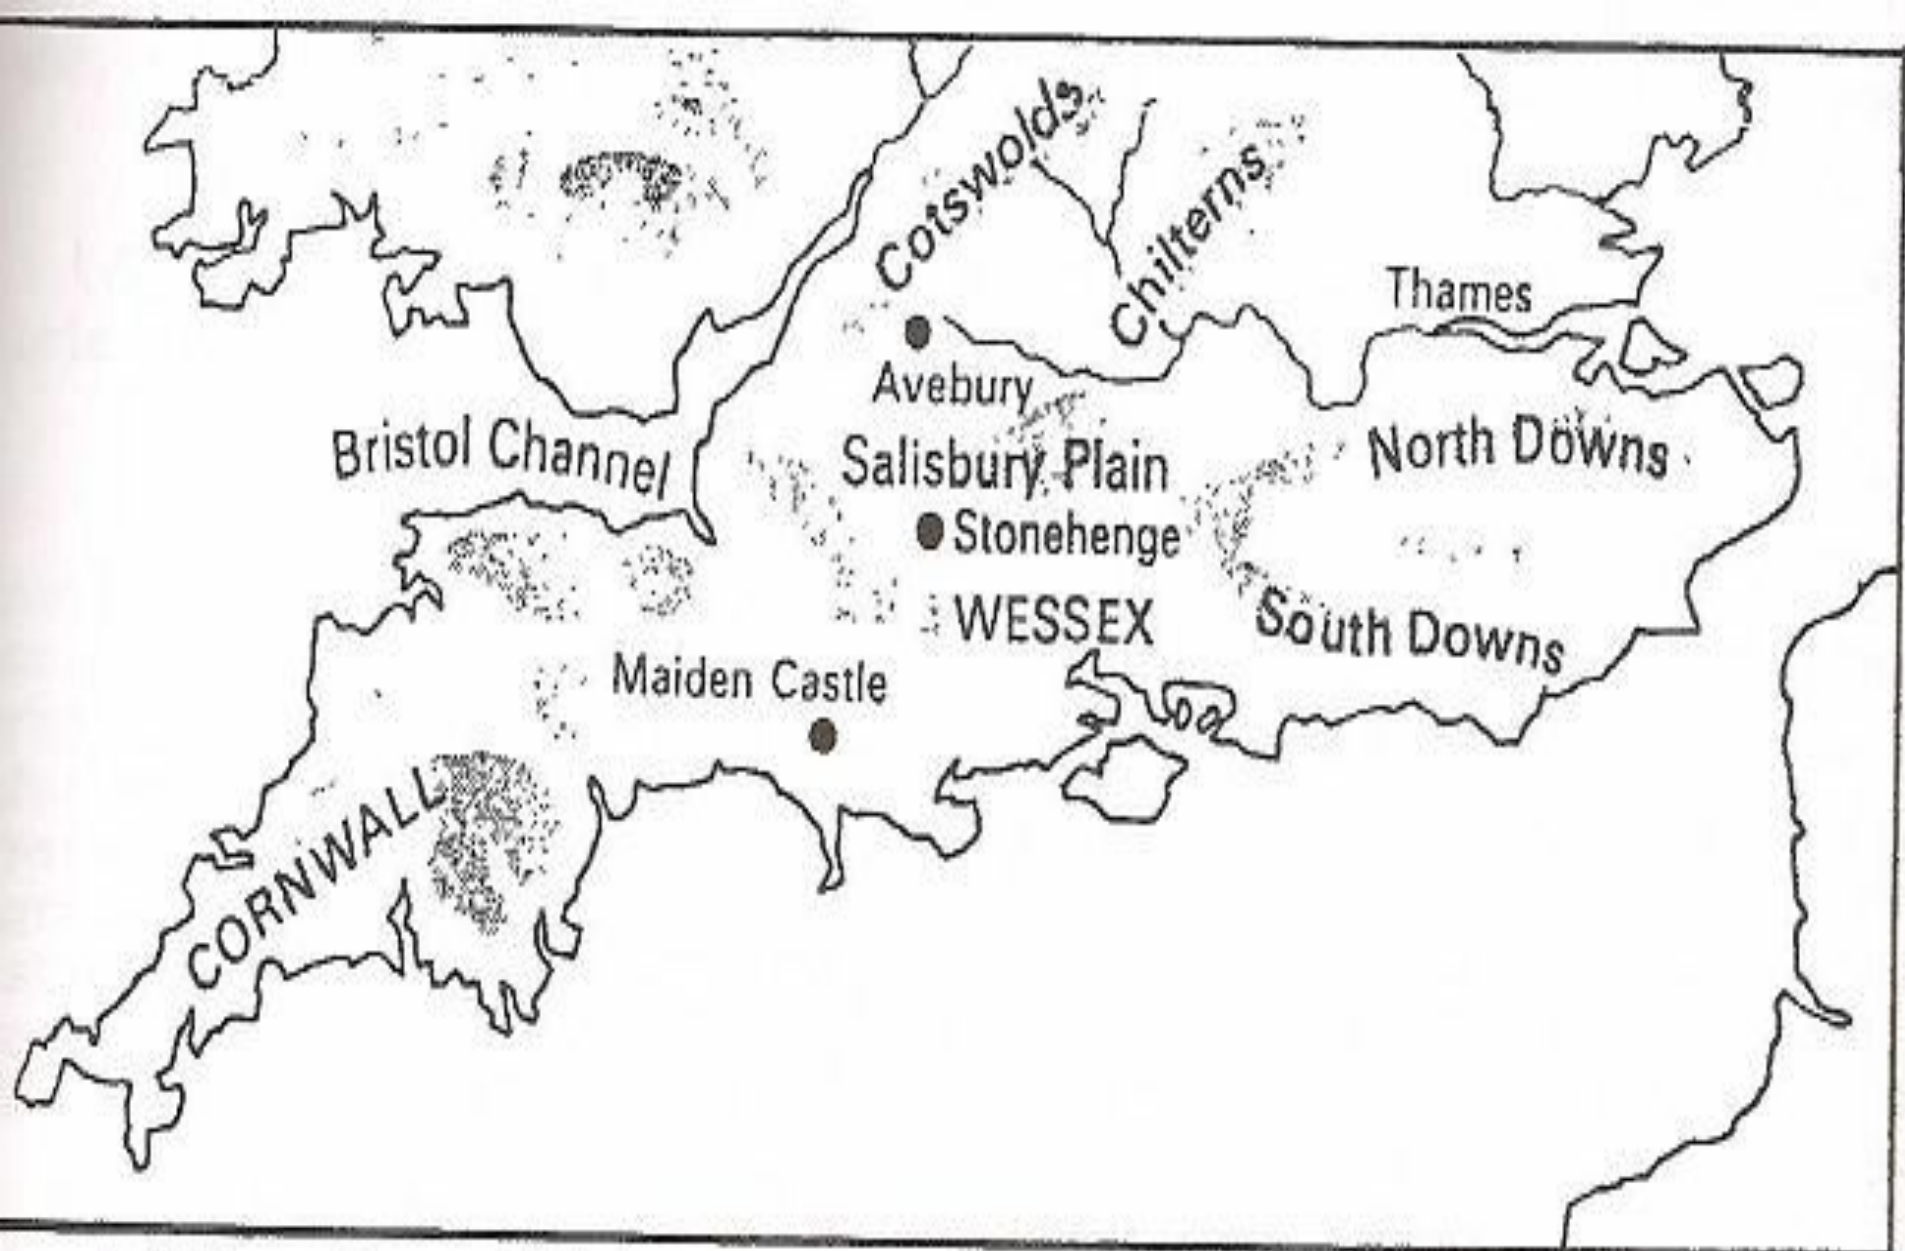 Cotswolds
Chilterns
Thames
Avebury
Bristol Channel
Salisbury Plain
North Downs
Stonehenge
WESSEX
South Downs
Maiden Castle
CORNWALL